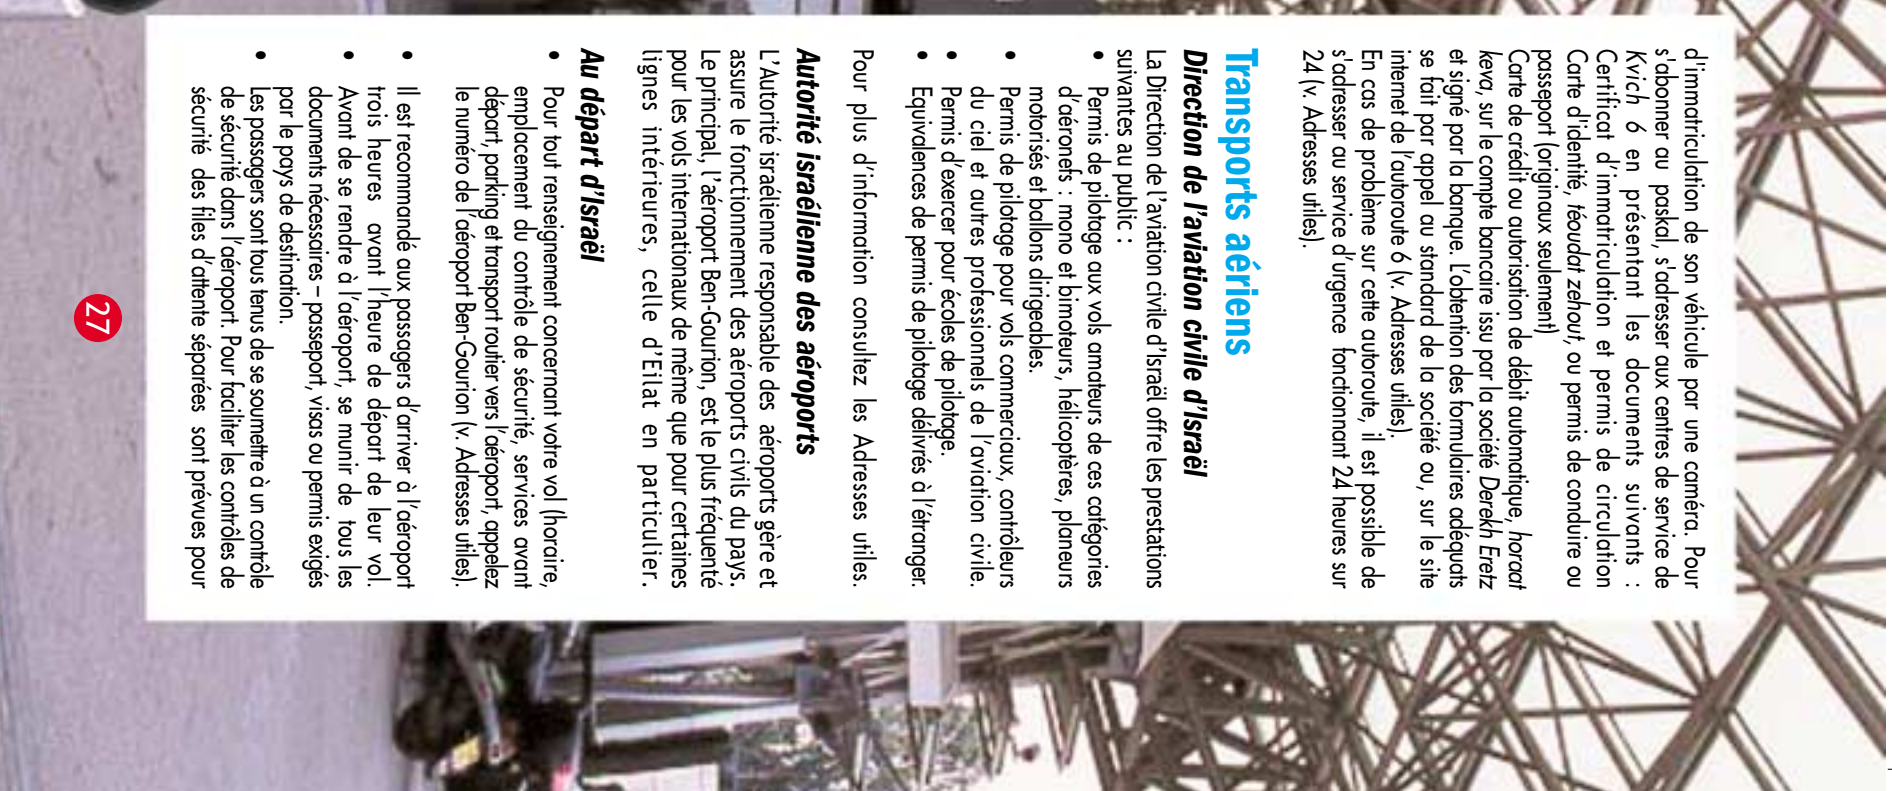 d'immatriculation de son véhicule par une caméra. Pour
s'abonner au paskal, s'adresser aux centres de service de
Kvich 6 en présentant les documents suivants :
Certificat d'immatriculation et permis de circulation
Carte d'identité, téoudat zehout, ou permis de conduire ou
passeport (originaux seulement)
Carte de crédit ou autorisation de débit automatique, horaat
keva, sur le compte bancaire issu par la société Derekh Eretz
et signé par la banque. L'obtention des formulaires adéquats
se fait par appel au standard de la société ou, sur le site
internet de l'autoroute 6 (v. Adresses utiles).
En cas de problème sur cette autoroute, il est possible de
s'adresser au service d'urgence fonctionnant 24 heures sur
24 (v. Adresses utiles).
Transports aériens
Direction de l'aviation civile d'Israël
La Direction de l'aviation civile d'Israël offre les prestations
suivantes au public :
• Permis de pilotage aux vols amateurs de ces catégories
d'aéronefs : mono et bimoteurs, hélicoptères, planeurs
motorisés et ballons dirigeables.
• Permis de pilotage pour vols commerciaux, contrôleurs
du ciel et autres professionnels de l'aviation civile.
• Permis d'exercer pour écoles de pilotage.
• Equivalences de permis de pilotage délivrés à l'étranger.
Pour plus d'information consultez les Adresses utiles.
Autorité israélienne des aéroports
L'Autorité israélienne responsable des aéroports gère et
assure le fonctionnement des aéroports civils du pays.
Le principal, l'aéroport Ben-Gourion, est le plus fréquenté
pour les vols internationaux de même que pour certaines
lignes intérieures, celle d'Eilat en particulier.
Au départ d'Israël
• Pour tout renseignement concernant votre vol (horaire,
emplacement du contrôle de sécurité, services avant
départ, parking et transport routier vers l'aéroport, appelez
le numéro de l'aéroport Ben-Gourion (v. Adresses utiles).
• Il est recommandé aux passagers d'arriver à l'aéroport
trois heures avant l'heure de départ de leur vol.
• Avant de se rendre à l'aéroport, se munir de tous les
documents nécessaires – passeport, visas ou permis exigés
par le pays de destination.
• Les passagers sont tous tenus de se soumettre à un contrôle
de sécurité dans l'aéroport. Pour faciliter les contrôles de
sécurité des files d'attente séparées sont prévues pour
27